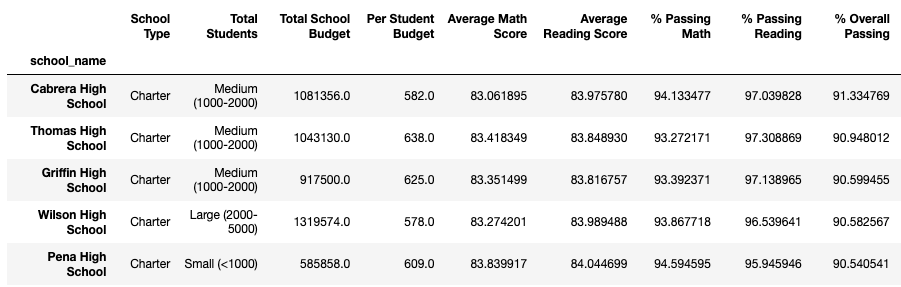 School Type Total Students Total School Budget Per Student Budget Average Math Score Average Reading Score % Passing Math % Passing Reading % Overall Passing
school_name
Cabrera High School Charter Medium (1000-2000) 1081356.0 582.0 83.061895 83.975780 94.133477 97.039828 91.334769
Thomas High School Charter Medium (1000-2000) 1043130.0 638.0 83.418349 83.848930 93.272171 97.308869 90.948012
Griffin High School Charter Medium (1000-2000) 917500.0 625.0 83.351499 83.816757 93.392371 97.138965 90.599455
Wilson High School Charter Large (2000-5000) 1319574.0 578.0 83.274201 83.989488 93.867718 96.539641 90.582567
Pena High School Charter Small (<1000) 585858.0 609.0 83.839917 84.044699 94.594595 95.945946 90.540541